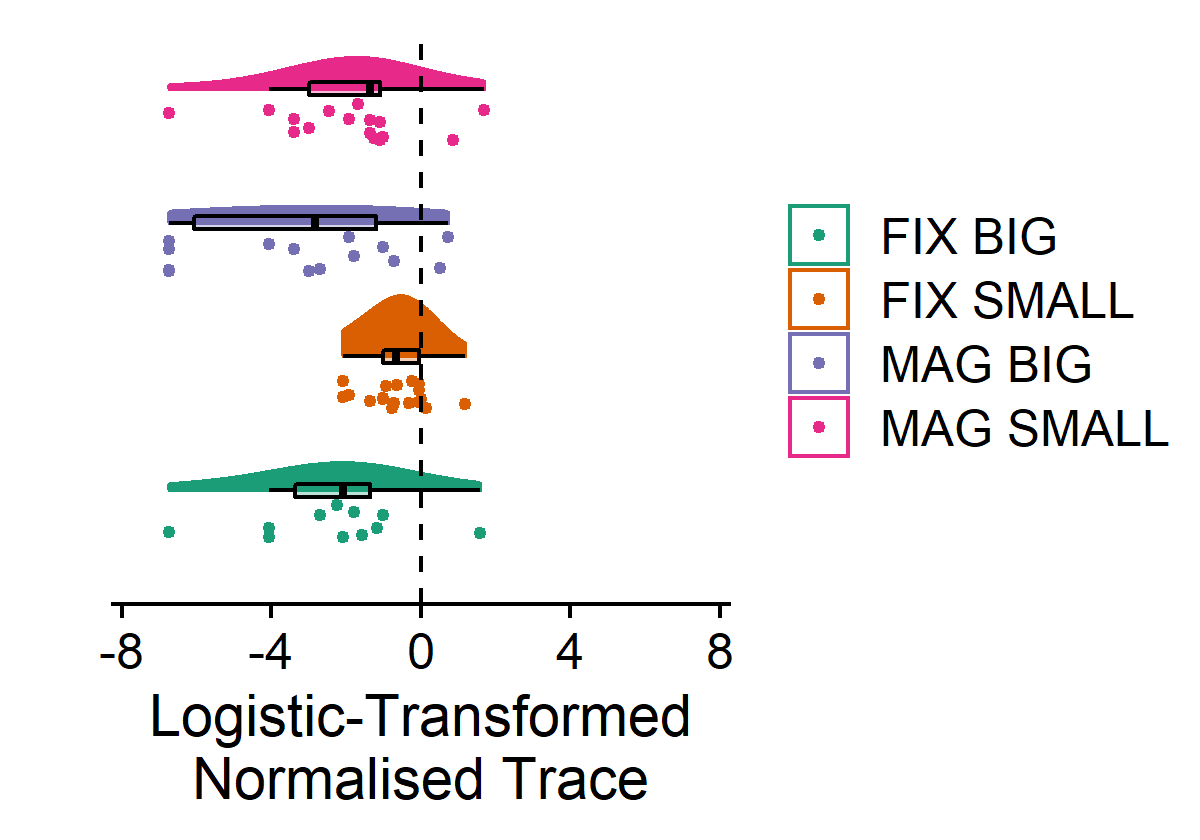 FIX BIG
FIX SMALL
MAG BIG
MAG SMALL
-8 -4 0 4 8
Logistic-Transformed
Normalised Trace